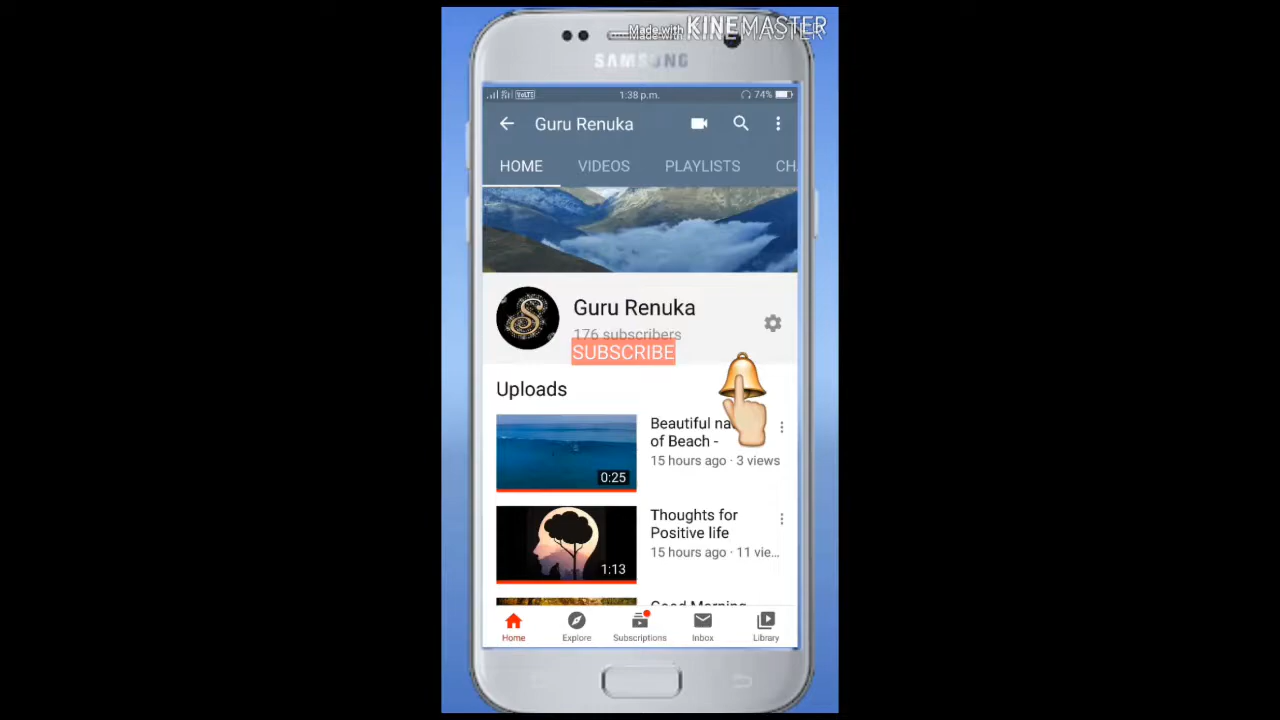 Made with KINEMASTER
SAMSUNG
VoLTE 1:38 p.m. 74%
Guru Renuka
HOME VIDEOS PLAYLISTS CH
Guru Renuka
176 subscribers
SUBSCRIBE
Uploads
Beautiful na
of Beach -
15 hours ago · 3 views
0:25
Thoughts for
Positive life
15 hours ago · 11 vie...
1:13
Good Morning
Home Explore Subscriptions Inbox Library